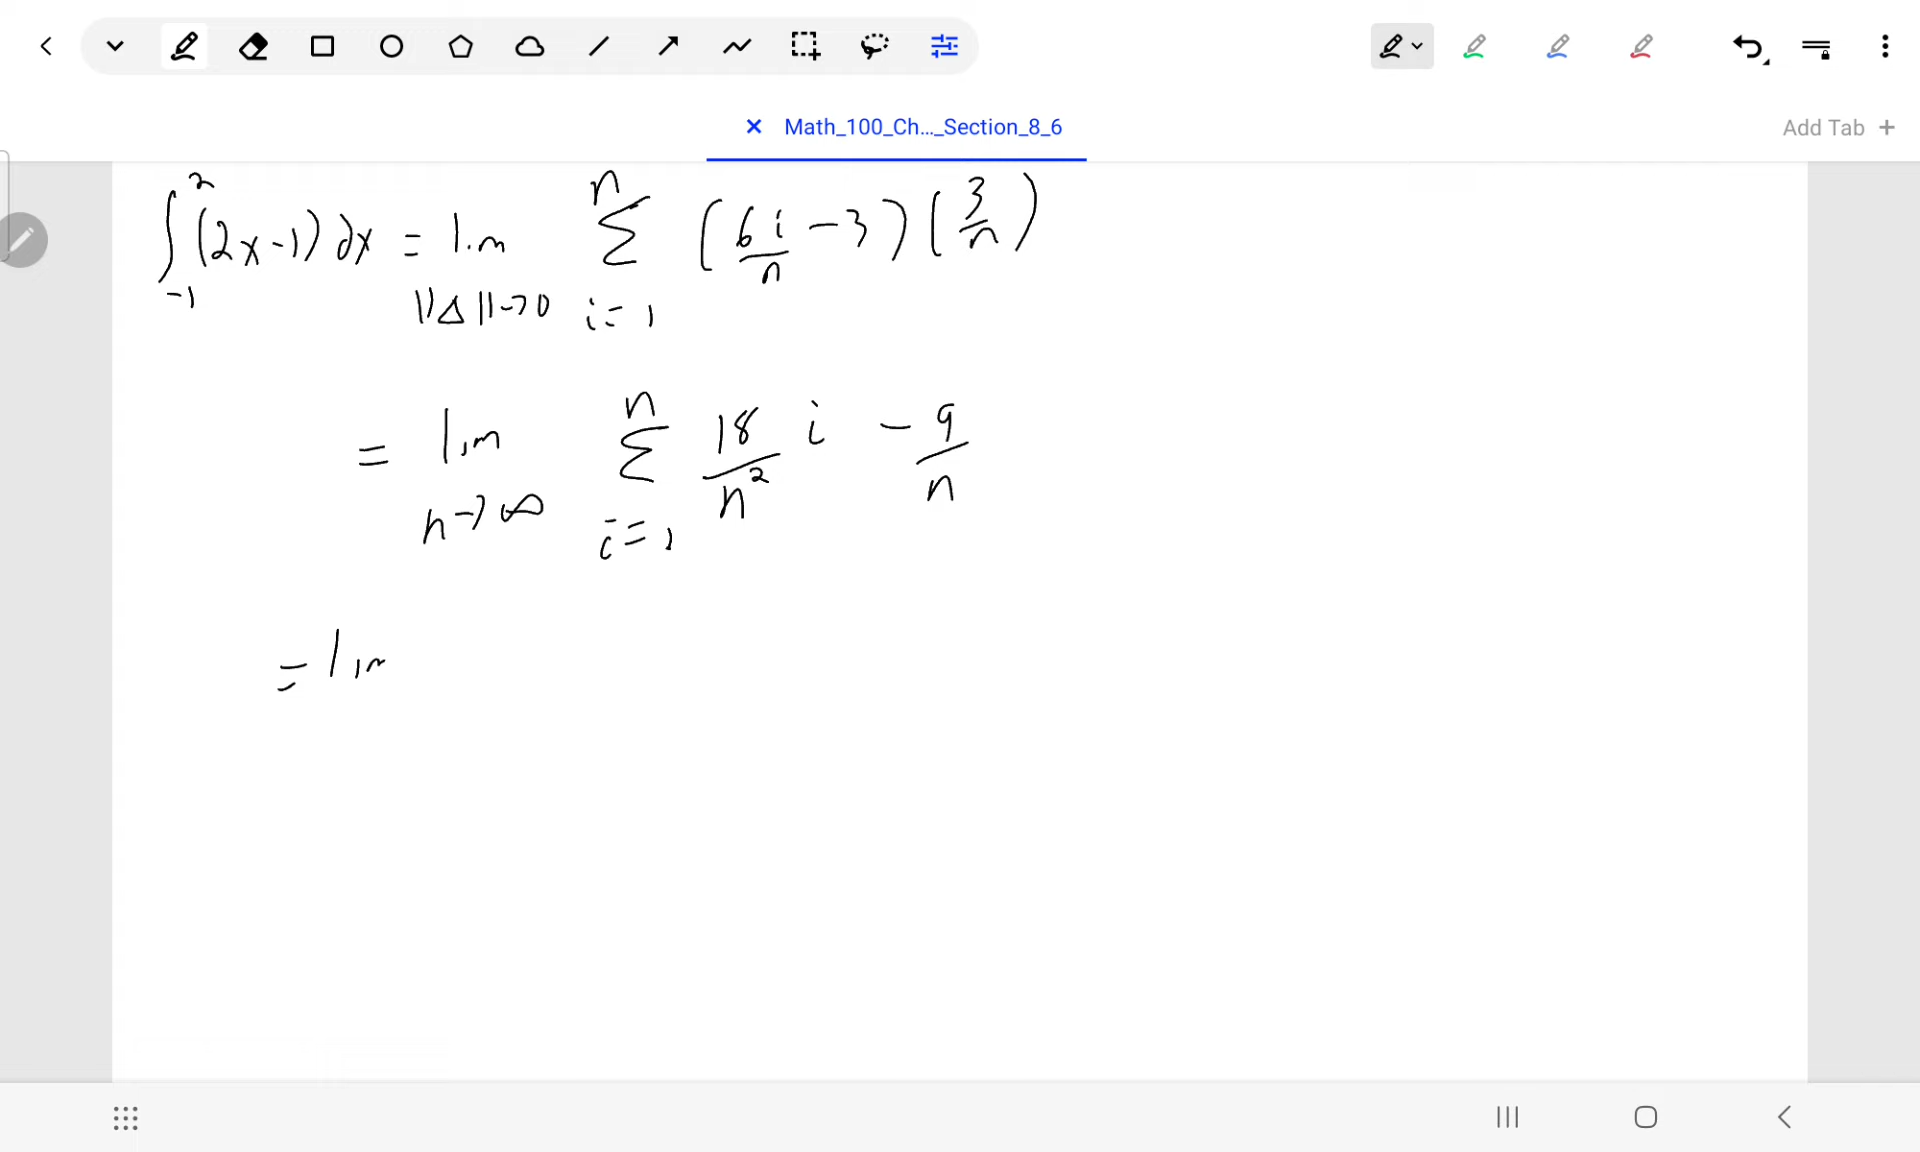 Math_100_Ch..._Section_8_6
Add Tab +
∫_{-1}^{2} (2x-1) dx = lim_{||Δ||→0} Σ_{i=1}^{n} (6i/n - 3)(3/n)
= lim_{n→∞} Σ_{i=1}^{n} 18/n² i - 9/n
= lim